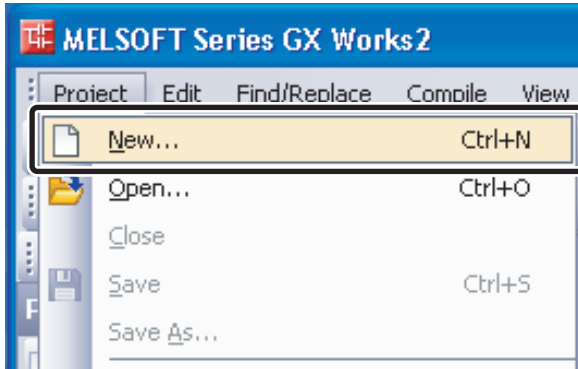 MELSOFT Series GX Works2
Project Edit Find/Replace Compile View
New... Ctrl+N
Open... Ctrl+O
Close
Save Ctrl+S
Save As...